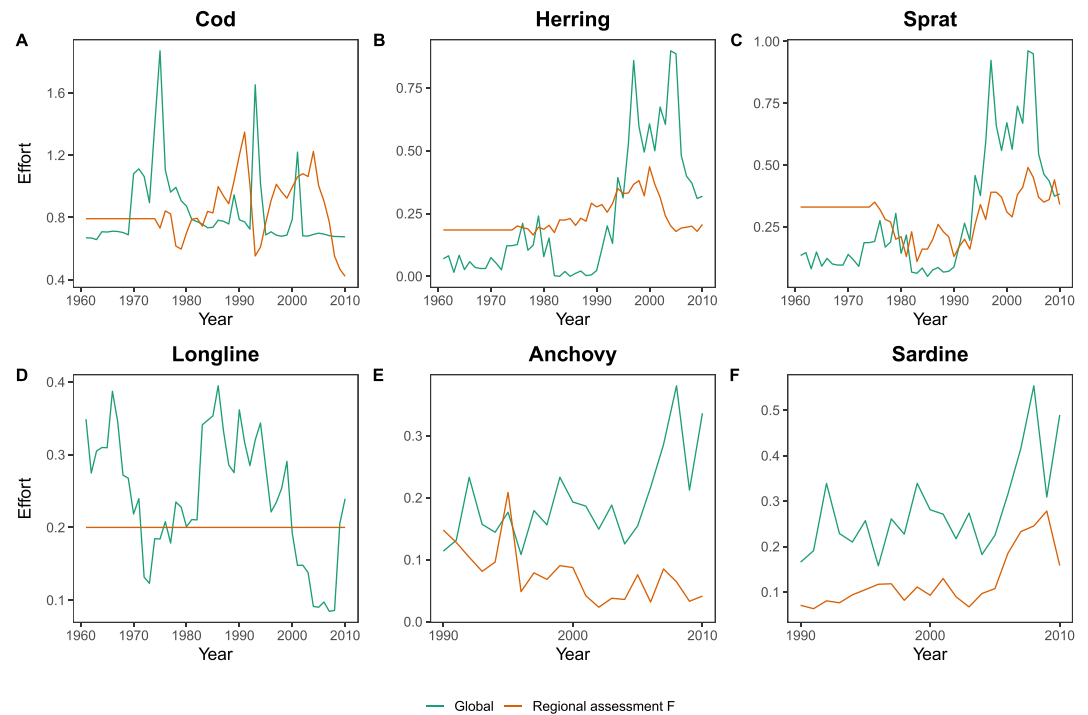 Cod
Herring
Sprat
A
B
C
Effort
1.6
1.2
0.8
0.4
0.75
0.50
0.25
0.00
1.00
0.75
0.50
0.25
1960 1970 1980 1990 2000 2010
1960 1970 1980 1990 2000 2010
1960 1970 1980 1990 2000 2010
Year
Year
Year
Longline
Anchovy
Sardine
D
E
F
Effort
0.4
0.3
0.2
0.1
0.3
0.2
0.1
0.0
0.5
0.4
0.3
0.2
0.1
1960 1970 1980 1990 2000 2010
1990 2000 2010
1990 2000 2010
Year
Year
Year
Global Regional assessment F